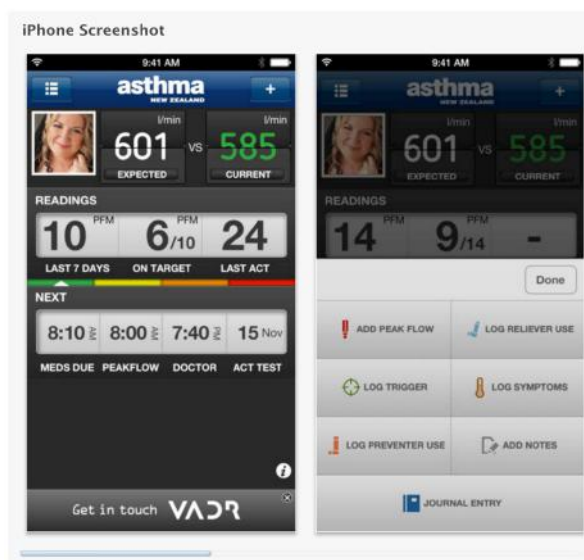 iPhone Screenshot
9:41 AM
asthma
NEW ZEALAND
l/min
l/min
601 vs 585
EXPECTED
CURRENT
READINGS
10 PFM 6/10 PFM 24
LAST 7 DAYS ON TARGET LAST ACT
NEXT
8:10 AM 8:00 AM 7:40 PM 15 Nov
MEDS DUE PEAKFLOW DOCTOR ACT TEST
Get in touch VADR
9:41 AM
asthma
NEW ZEALAND
l/min
l/min
601 vs 585
EXPECTED
CURRENT
READINGS
14 PFM 9/14 PFM -
Done
ADD PEAK FLOW
LOG RELIEVER USE
LOG TRIGGER
LOG SYMPTOMS
LOG PREVENTER USE
ADD NOTES
JOURNAL ENTRY